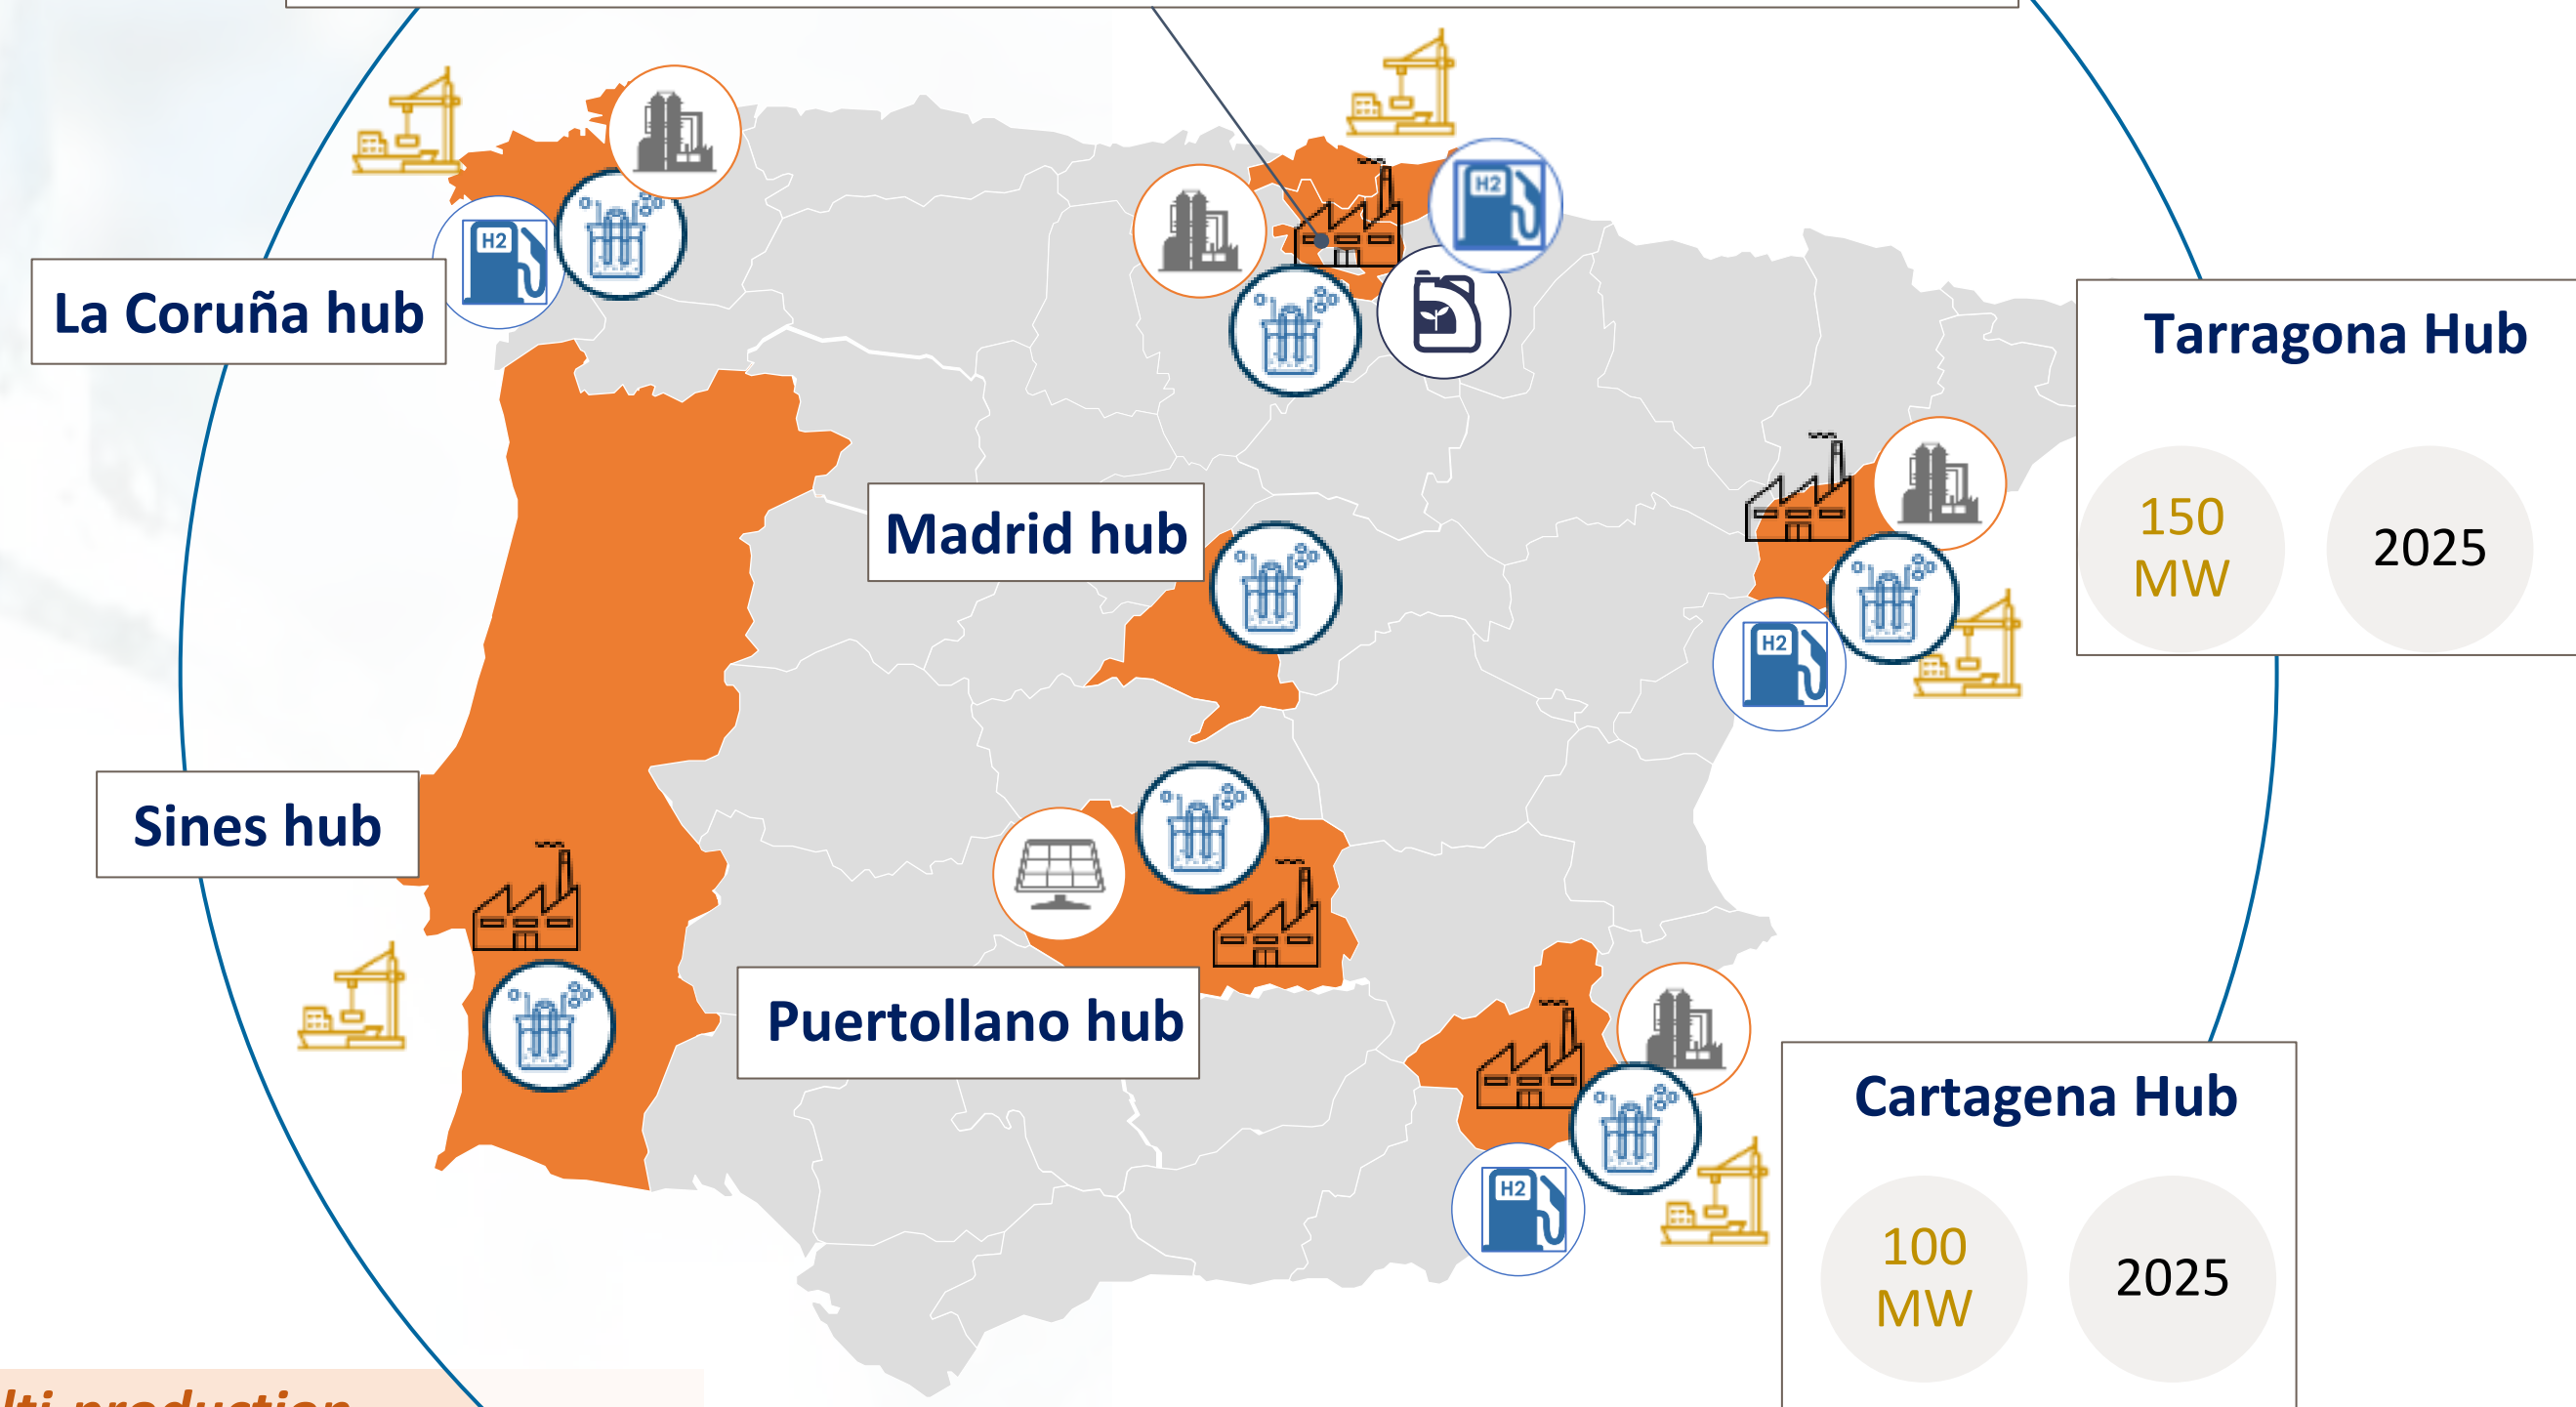 H2
H2
La Coruña hub
Tarragona Hub
150
MW
2025
Madrid hub
H2
Sines hub
Puertollano hub
Cartagena Hub
H2
100
MW
2025